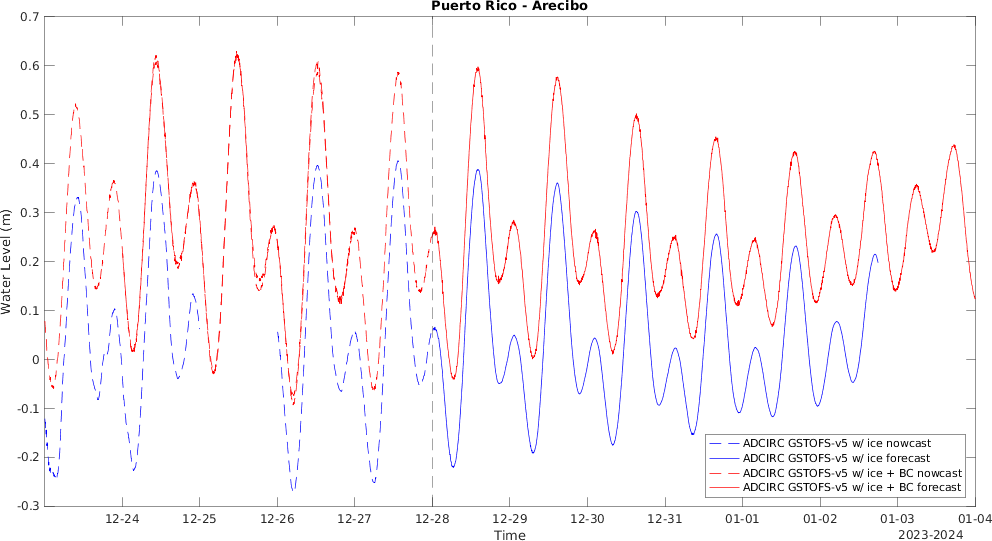 Puerto Rico - Arecibo
0.7
0.6
0.5
0.4
0.3
0.2
0.1
0
-0.1
-0.2
-0.3
Water Level (m)
ADCIRC GSTOFS-v5 w/ ice nowcast
ADCIRC GSTOFS-v5 w/ ice forecast
ADCIRC GSTOFS-v5 w/ ice + BC nowcast
ADCIRC GSTOFS-v5 w/ ice + BC forecast
12-24 12-25 12-26 12-27 12-28 12-29 12-30 12-31 01-01 01-02 01-03 01-04
Time
2023-2024